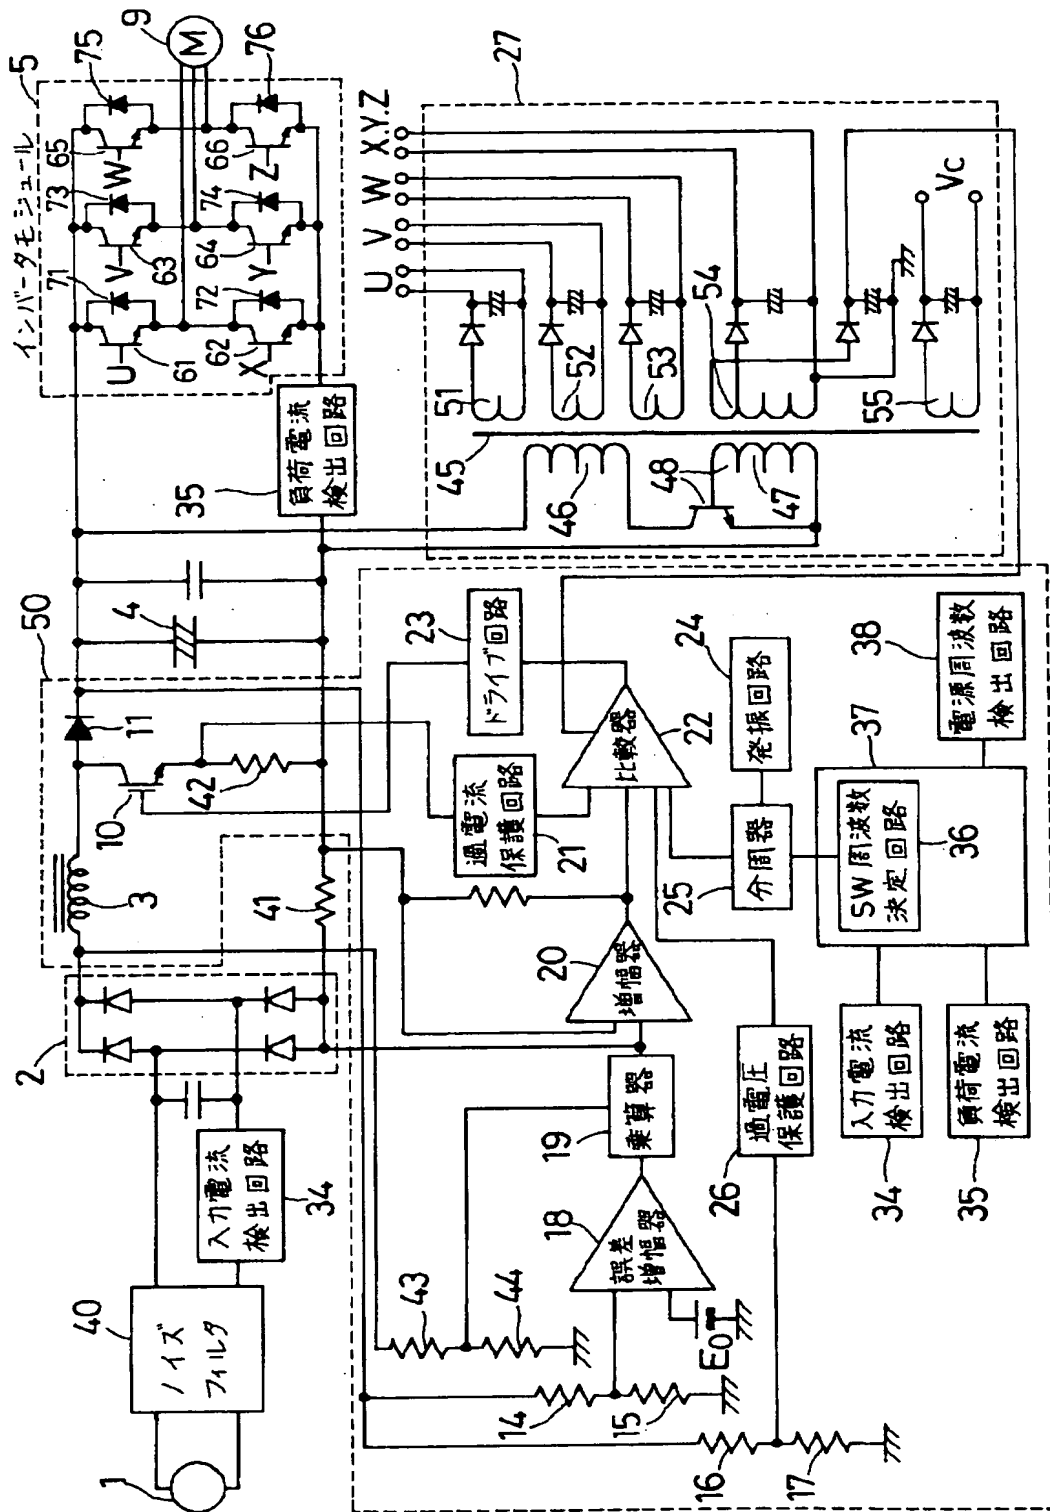 インバータモジュール
5
75
9
M
65
W
73
63
V
71
61
U
76
66
Z
74
64
Y
72
62
X
負荷電流
検出回路
35
50
4
11
10
42
3
41
2
入力電流
検出回路
34
40
ノイズ
フィルタ
1
27
U
V
W
X.Y.Z
Vc
51
52
53
54
55
45
46
48
47
23
ドライブ回路
過電流
保護回路
21
比較器
22
24
発振回路
25
分周器
37
SW周波数
決定回路
36
38
電源周波数
検出回路
20
増幅器
19
乗算器
18
誤差
増幅器
E0
26
過電圧
保護回路
入力電流
検出回路
34
負荷電流
検出回路
35
43
44
14
15
16
17